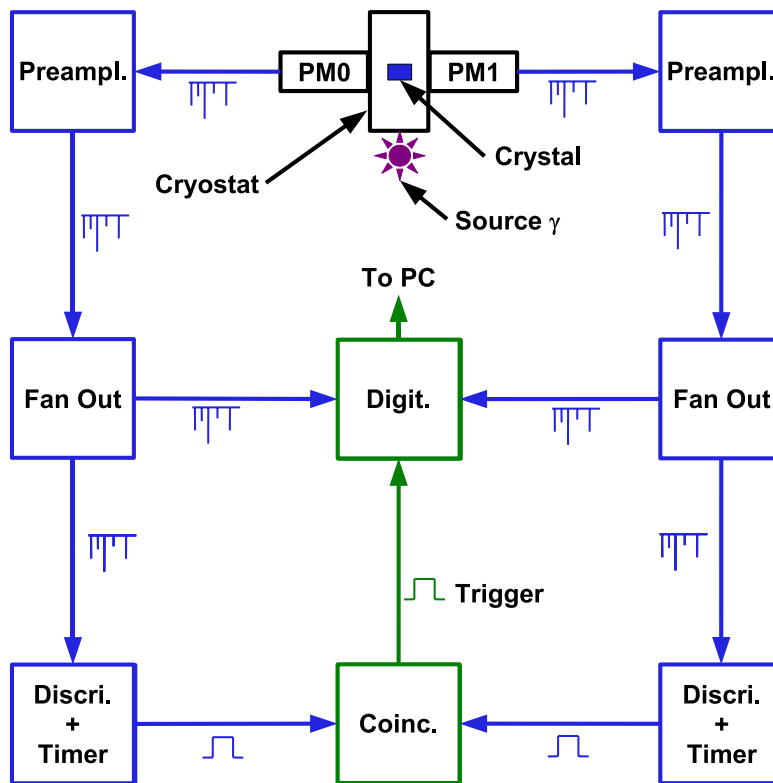 Preampl.
PM0
PM1
Preampl.
Cryostat
Crystal
Source γ
To PC
Fan Out
Digit.
Fan Out
Trigger
Discri.
+
Timer
Coinc.
Discri.
+
Timer